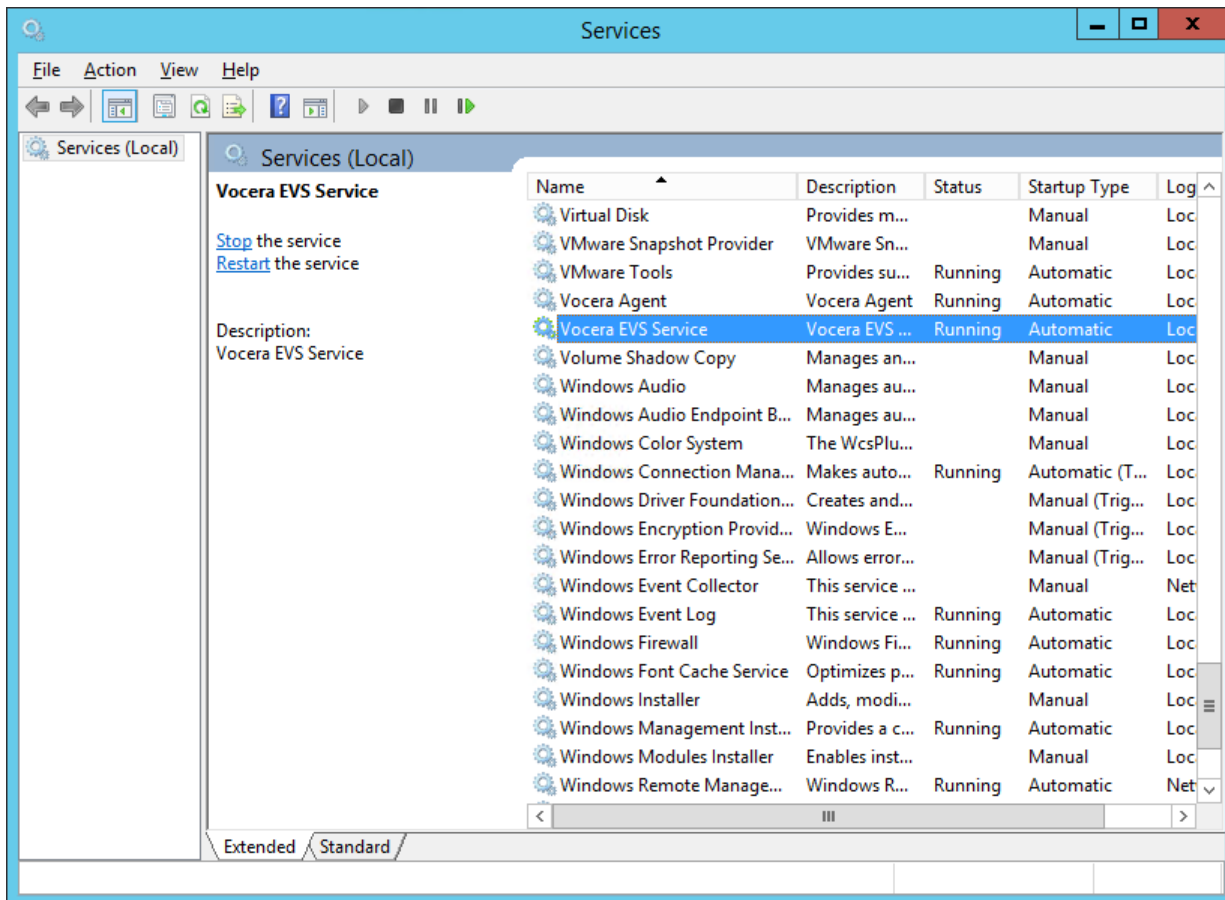 Services
File Action View Help
Services (Local)
Services (Local)
Vocera EVS Service
Stop the service
Restart the service
Description:
Vocera EVS Service
Name Description Status Startup Type Log
Virtual Disk Provides m... Manual Loc
VMware Snapshot Provider VMware Sn... Manual Loc
VMware Tools Provides su... Running Automatic Loc
Vocera Agent Vocera Agent Running Automatic Loc
Vocera EVS Service Vocera EVS ... Running Automatic Loc
Volume Shadow Copy Manages an... Manual Loc
Windows Audio Manages au... Manual Loc
Windows Audio Endpoint B... Manages au... Manual Loc
Windows Color System The WcsPlu... Manual Loc
Windows Connection Mana... Makes auto... Running Automatic (T... Loc
Windows Driver Foundation... Creates and... Manual (Trig... Loc
Windows Encryption Provid... Windows E... Manual (Trig... Loc
Windows Error Reporting Se... Allows error... Manual (Trig... Loc
Windows Event Collector This service ... Manual Net
Windows Event Log This service ... Running Automatic Loc
Windows Firewall Windows Fi... Running Automatic Loc
Windows Font Cache Service Optimizes p... Running Automatic Loc
Windows Installer Adds, modi... Manual Loc
Windows Management Inst... Provides a c... Running Automatic Loc
Windows Modules Installer Enables inst... Manual Loc
Windows Remote Manage... Windows R... Running Automatic Net
Extended Standard